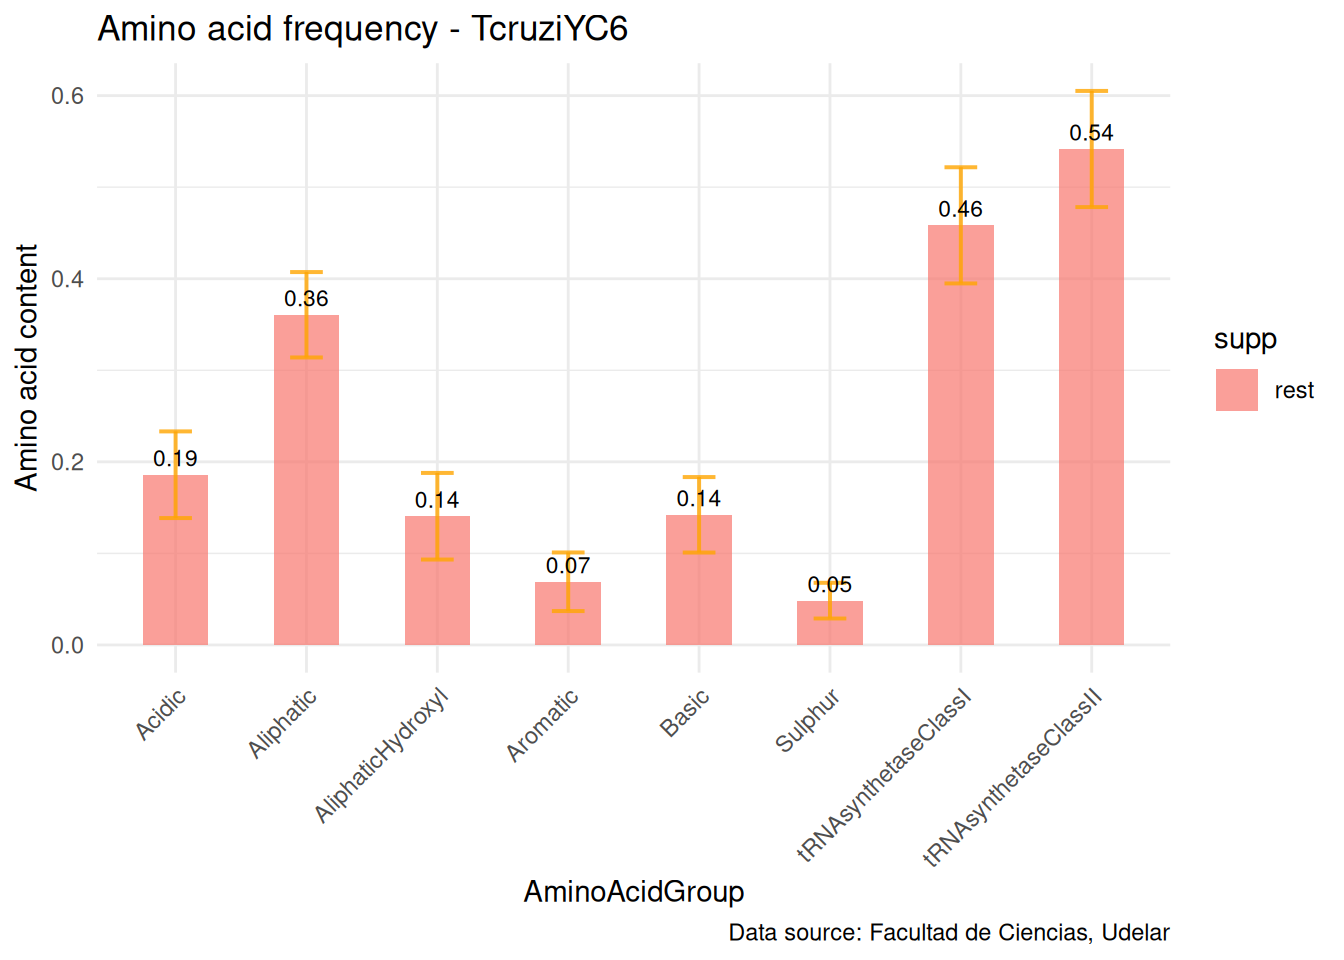 Amino acid frequency - TcruziYC6
Amino acid content
0.6
0.4
0.2
0.0
0.19
0.36
0.14
0.07
0.14
0.05
0.46
0.54
Acidic
Aliphatic
AliphaticHydroxyl
Aromatic
Basic
Sulphur
tRNAsynthetaseClassI
tRNAsynthetaseClassII
AminoAcidGroup
supp
rest
Data source: Facultad de Ciencias, Udelar